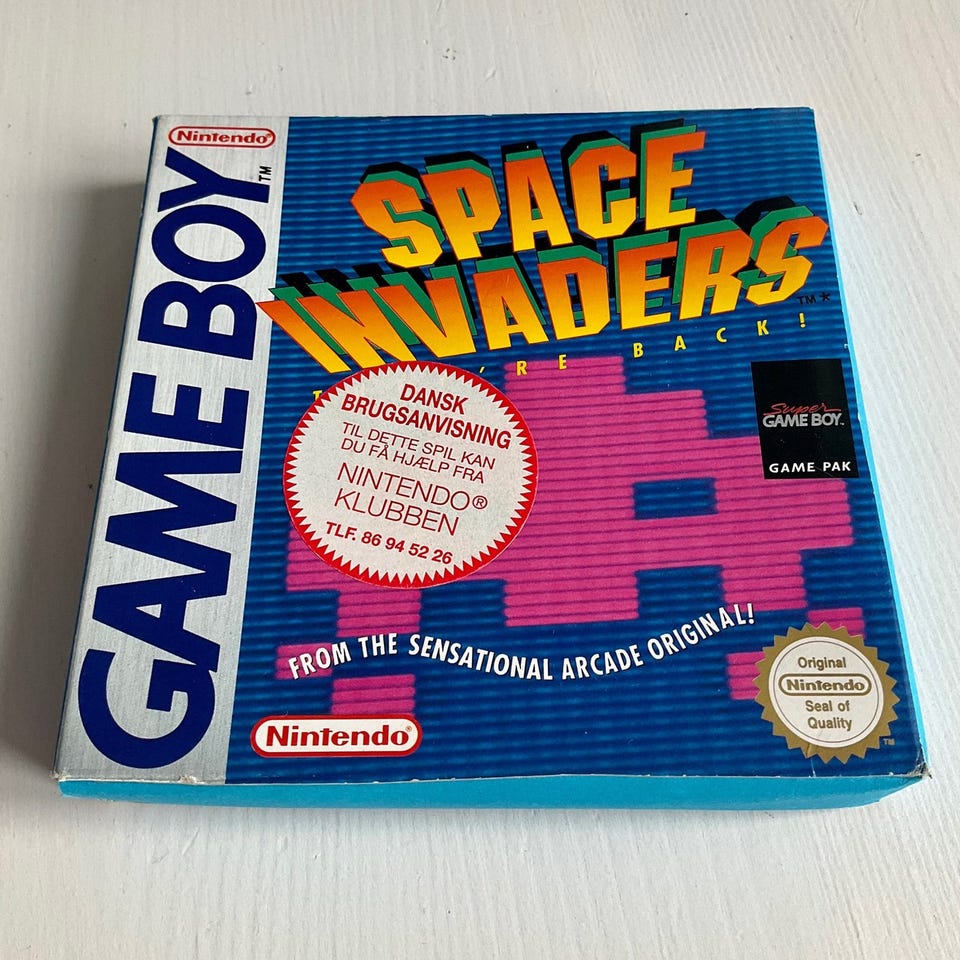 Nintendo®
GAME BOY™
SPACE
INVADERS™*
'RE BACK!
DANSK
BRUGSANVISNING
TIL DETTE SPIL KAN
DU FÅ HJÆLP FRA
NINTENDO®
KLUBBEN
TLF. 86 94 52 26
Super
GAME BOY™
GAME PAK
FROM THE SENSATIONAL ARCADE ORIGINAL!
Nintendo®
Original
Nintendo
Seal of
Quality
TM